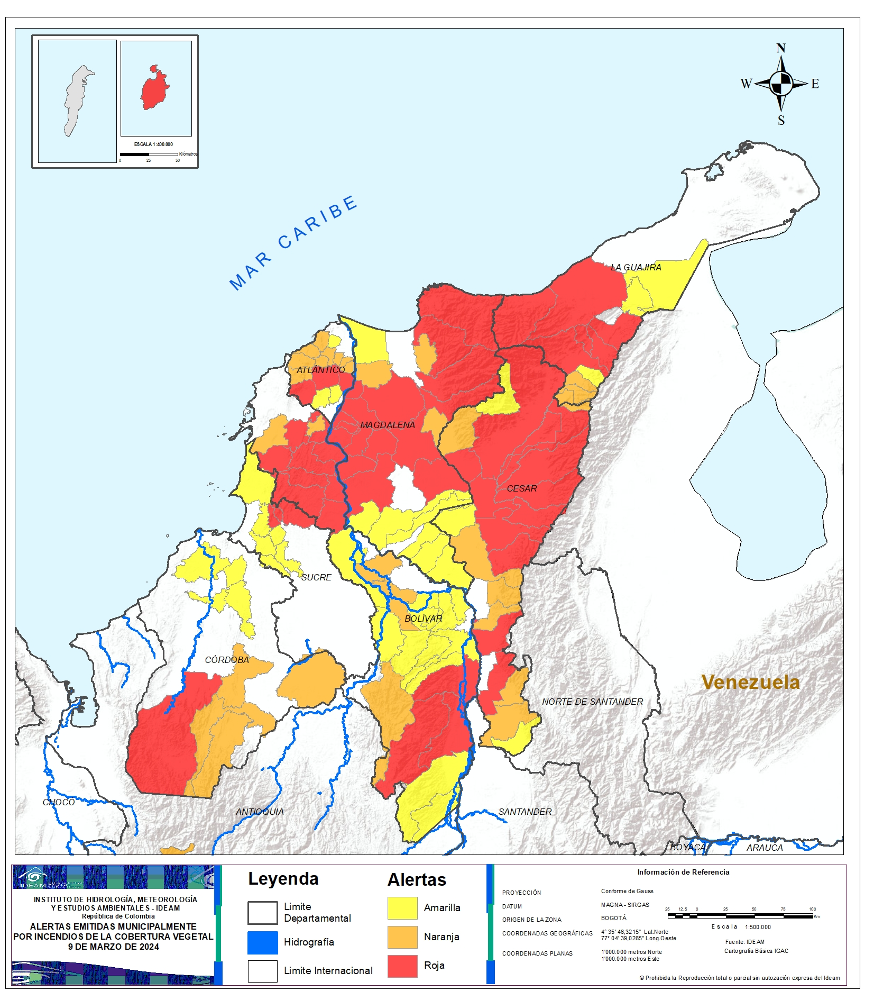 N
W
E
S
ESCALA 1:400.000
Kilómetros
0 25 50
MAR CARIBE
LA GUAJIRA
ATLÁNTICO
MAGDALENA
CESAR
SUCRE
BOLÍVAR
CÓRDOBA
Venezuela
NORTE DE SANTANDER
CHOCÓ
ANTIOQUIA
SANTANDER
BOYACÁ
ARAUCA
IDEAM
INSTITUTO DE HIDROLOGÍA, METEOROLOGÍA
Y ESTUDIOS AMBIENTALES - IDEAM
República de Colombia
ALERTAS EMITIDAS MUNICIPALMENTE
POR INCENDIOS DE LA COBERTURA VEGETAL
9 DE MARZO DE 2024
Leyenda
Limite
Departamental
Hidrografía
Limite Internacional
Alertas
Amarilla
Naranja
Roja
Información de Referencia
PROYECCIÓN
Conforme de Gauss
DATUM
MAGNA - SIRGAS
ORIGEN DE LA ZONA
BOGOTÁ
COORDENADAS GEOGRÁFICAS
4° 35' 46,3215" Lat.Norte
77° 04' 39,0285" Long.Oeste
COORDENADAS PLANAS
1'000.000 metros Norte
1'000.000 metros Este
25 12.5 0 25 50 75 100
Km
Escala 1:500.000
Fuente: IDEAM
Cartografía Básica IGAC
© Prohibida la Reproducción total o parcial sin autozación expresa del Ideam